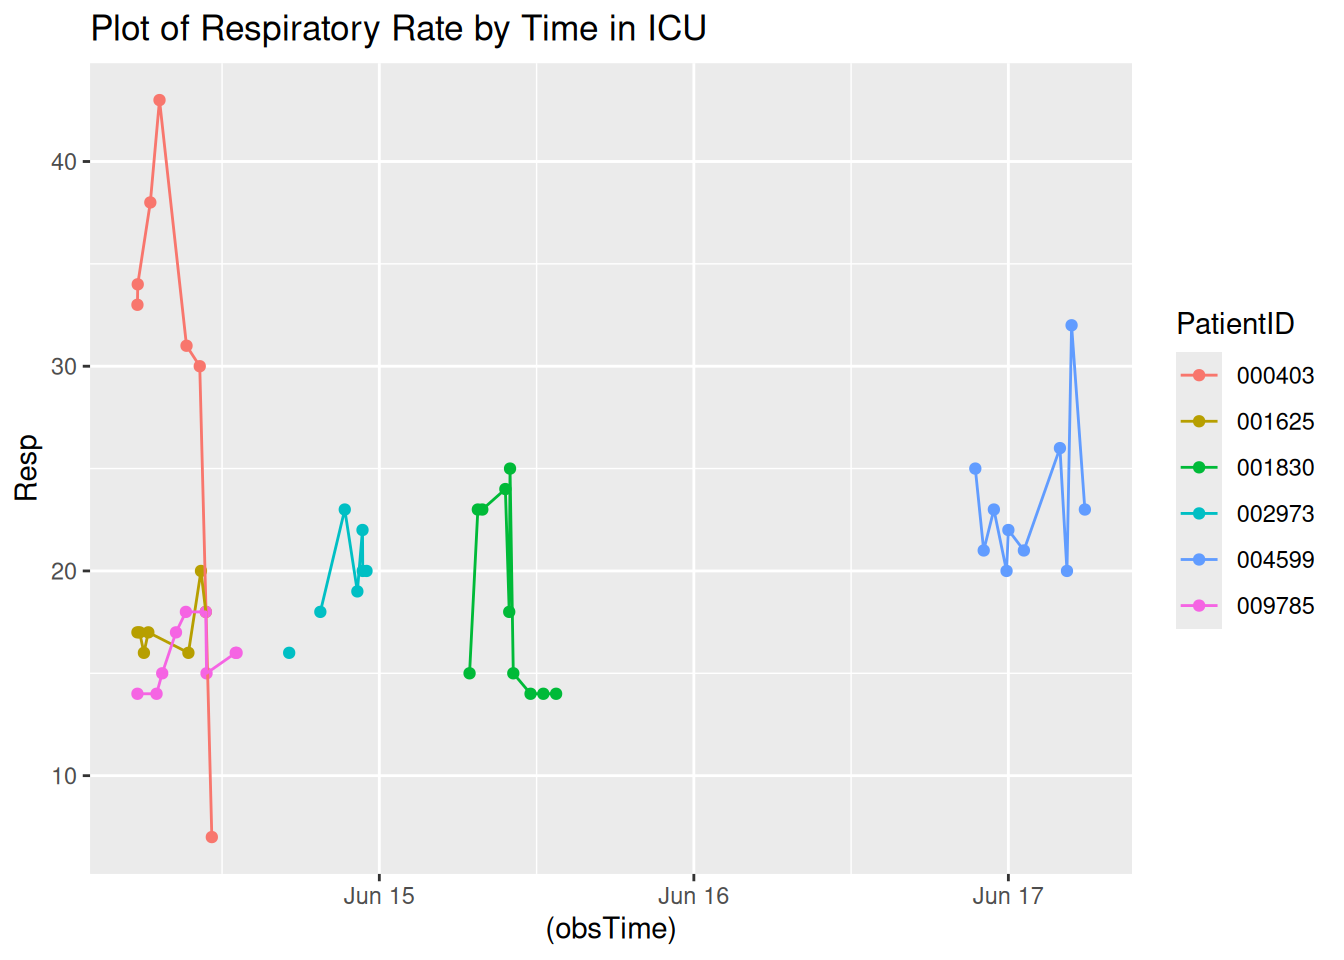 Plot of Respiratory Rate by Time in ICU
40
30
20
10
Resp
Jun 15
Jun 16
Jun 17
(obsTime)
PatientID
000403
001625
001830
002973
004599
009785